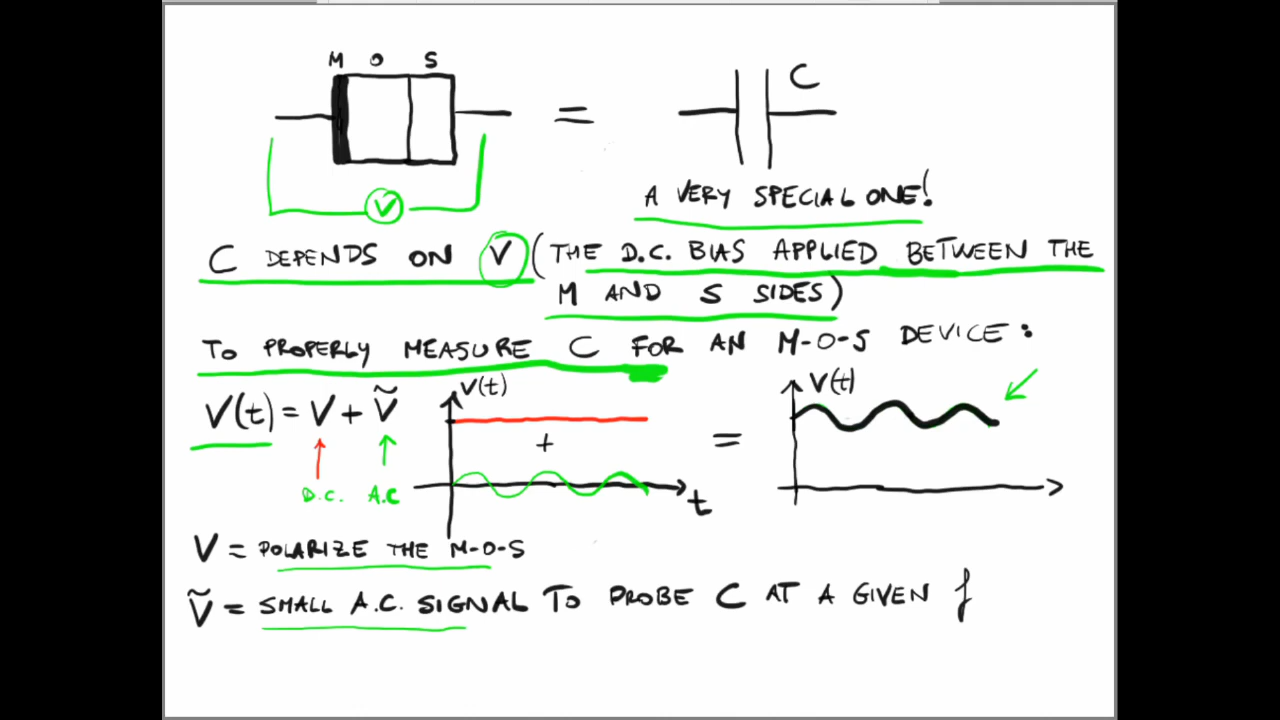 M O S
= C
V
A VERY SPECIAL ONE!
C DEPENDS ON V (THE D.C. BIAS APPLIED BETWEEN THE
M AND S SIDES)
TO PROPERLY MEASURE C FOR AN M-O-S DEVICE:
V(t) = V + Ṽ
D.C. A.C
V(t)
+
t
=
V(t)
V = POLARIZE THE M-O-S
Ṽ = SMALL A.C. SIGNAL TO PROBE C AT A GIVEN f